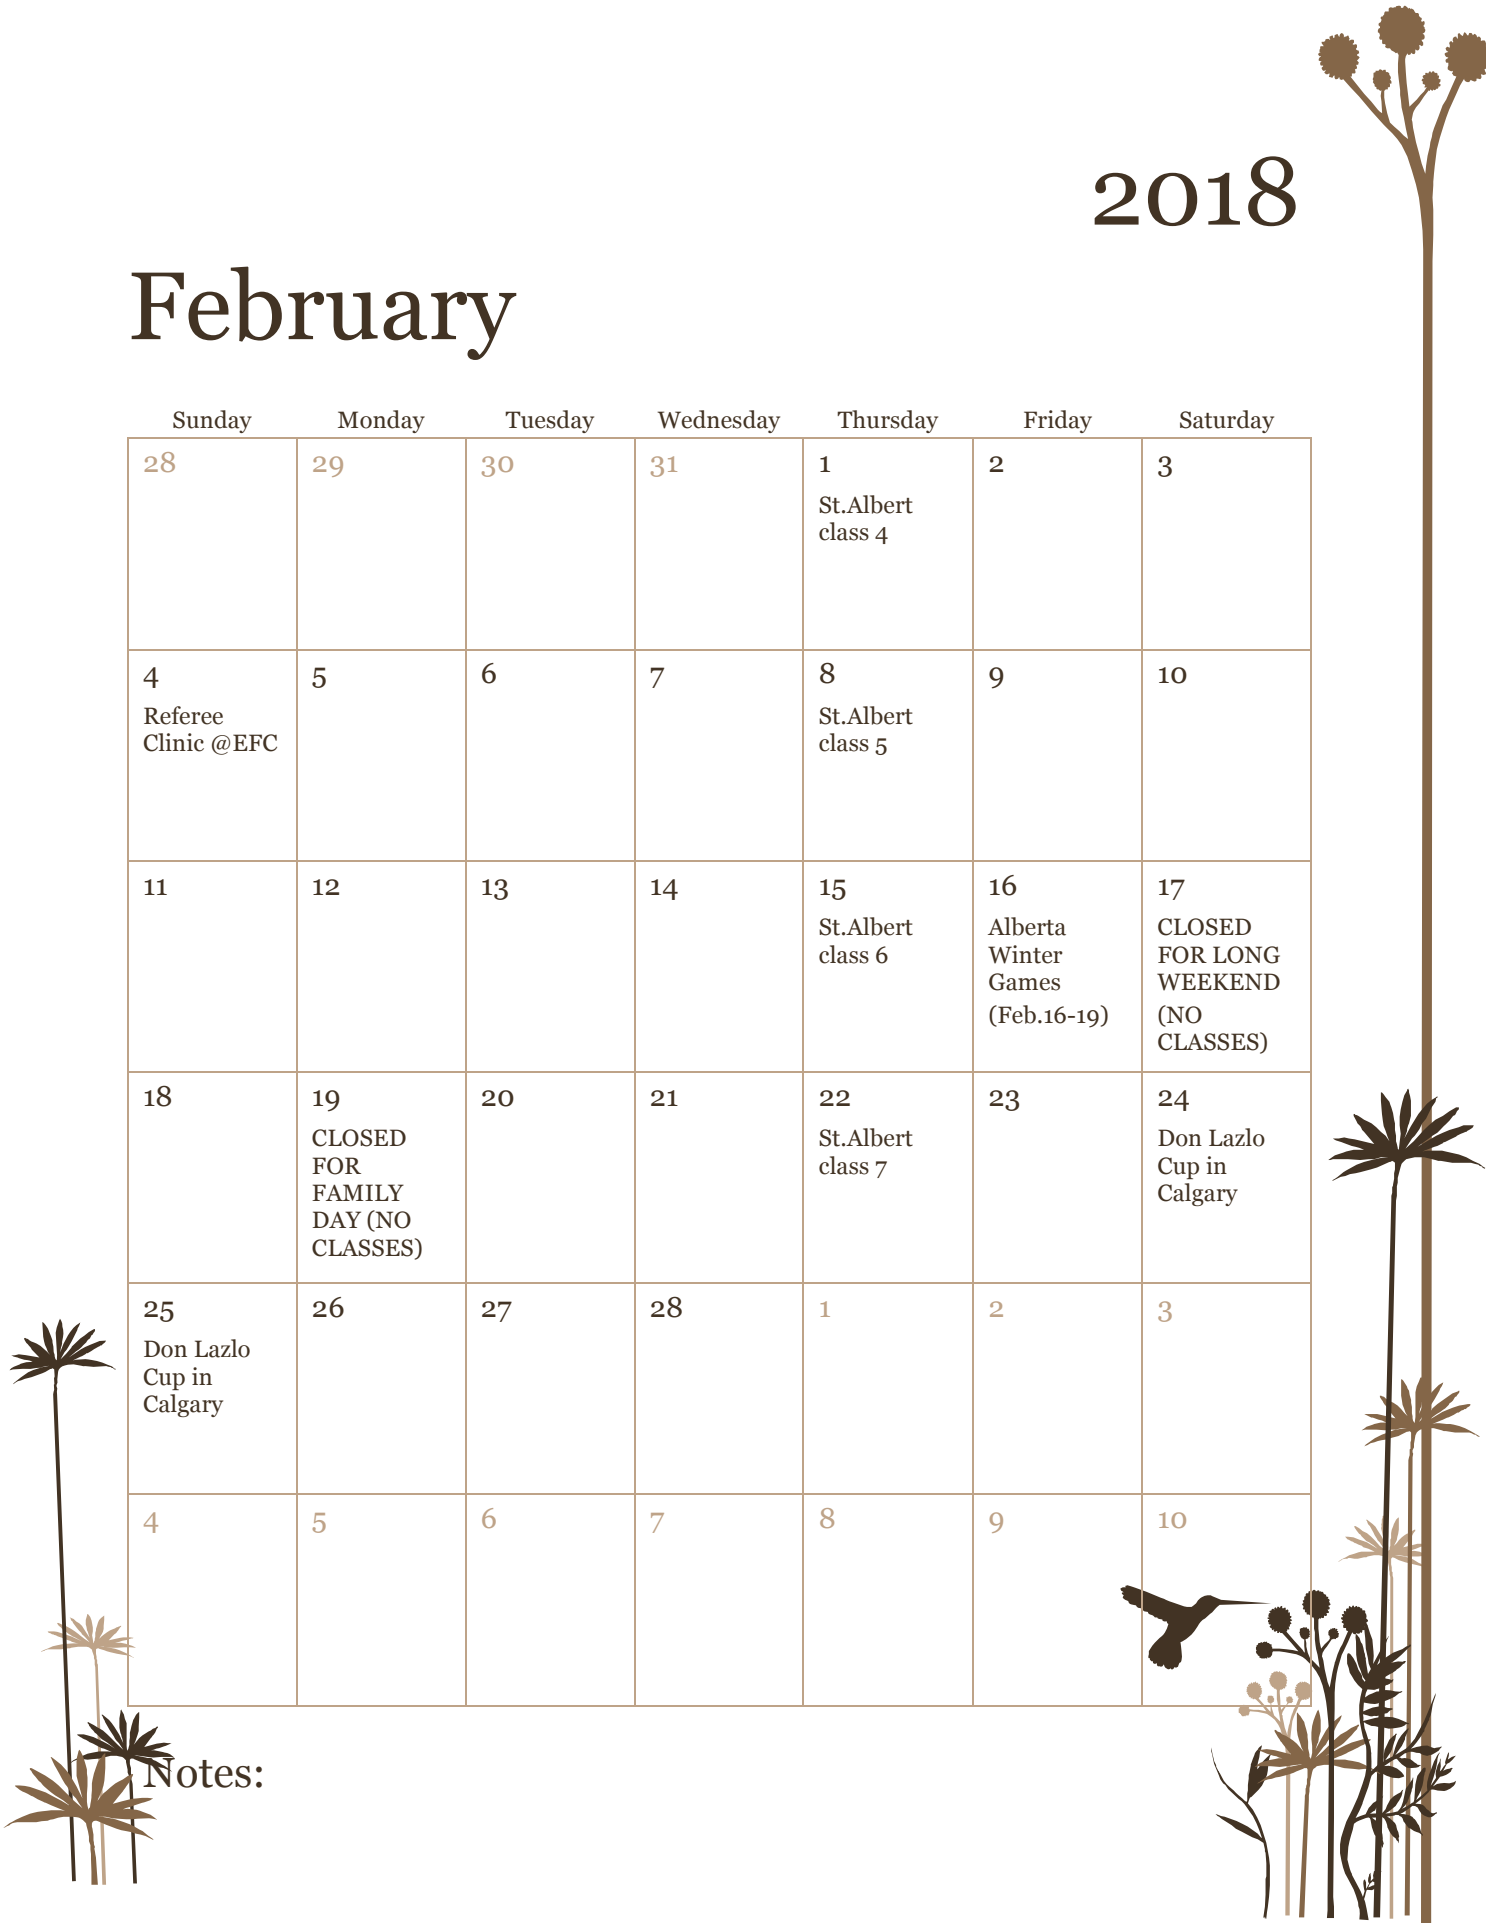 2018
February
Sunday Monday Tuesday Wednesday Thursday Friday Saturday
28 29 30 31 1 2 3
St.Albert
class 4
4 5 6 7 8 9 10
Referee
Clinic @EFC
St.Albert
class 5
11 12 13 14 15 16 17
St.Albert
class 6
Alberta
Winter
Games
(Feb.16-19)
CLOSED
FOR LONG
WEEKEND
(NO
CLASSES)
18 19 20 21 22 23 24
CLOSED
FOR
FAMILY
DAY (NO
CLASSES)
St.Albert
class 7
Don Lazlo
Cup in
Calgary
25 26 27 28 1 2 3
Don Lazlo
Cup in
Calgary
4 5 6 7 8 9 10
Notes: